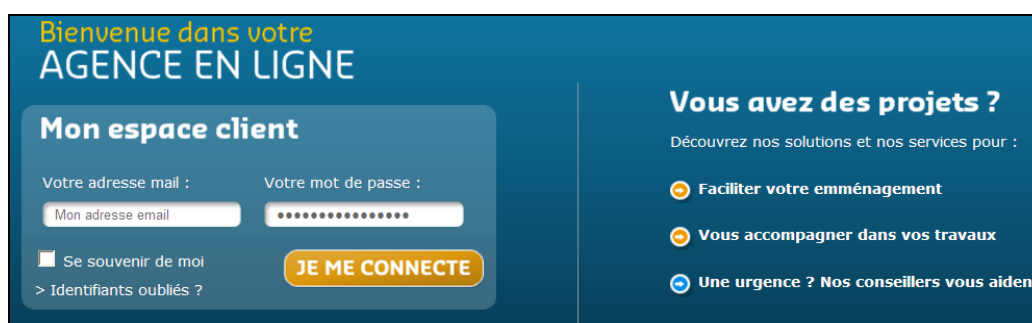 Bienvenue dans votre
AGENCE EN LIGNE
Mon espace client
Votre adresse mail :
Votre mot de passe :
Mon adresse email
••••••••••••••••
Se souvenir de moi
JE ME CONNECTE
> Identifiants oubliés ?
Vous avez des projets ?
Découvrez nos solutions et nos services pour :
Faciliter votre emménagement
Vous accompagner dans vos travaux
Une urgence ? Nos conseillers vous aiden